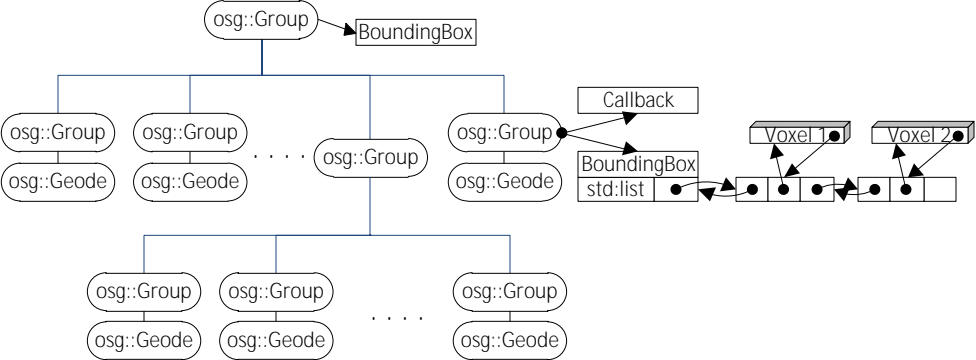 osg::Group
BoundingBox
Callback
osg::Group
osg::Group
. . . .
osg::Group
osg::Group
Voxel 1
Voxel 2
osg::Geode
osg::Geode
osg::Geode
BoundingBox
std:list
osg::Group
osg::Group
. . . .
osg::Group
osg::Geode
osg::Geode
osg::Geode